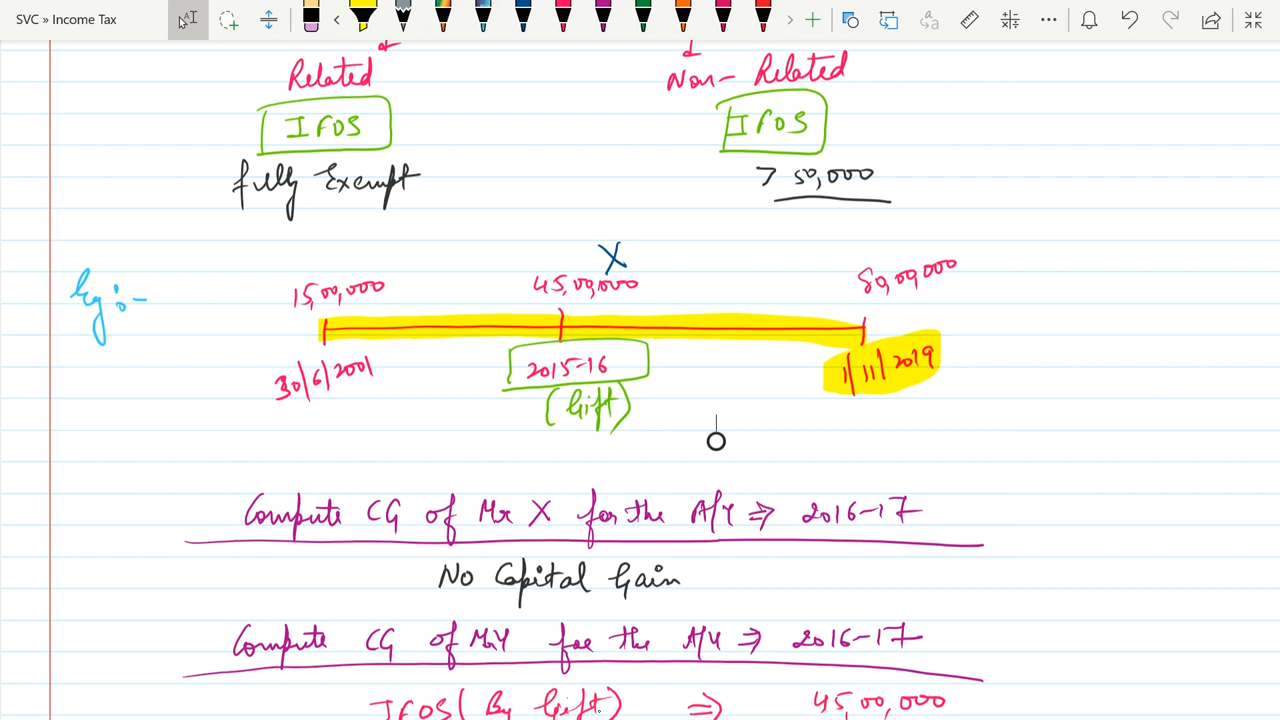 SVC » Income Tax
Related Non- Related
IFOS IFOS
fully Exempt > 50,000
X
Eg:- 15,00,000 45,00,000 80,00,000
30/6/2001 2015-16 1/11/2019
(Gift)
Compute CG of Mr X for the A/Y ⇒ 2016-17
No Capital Gain
Compute CG of Mr Y for the A/Y ⇒ 2016-17
IFOS (By Gift) ⇒ 45,00,000